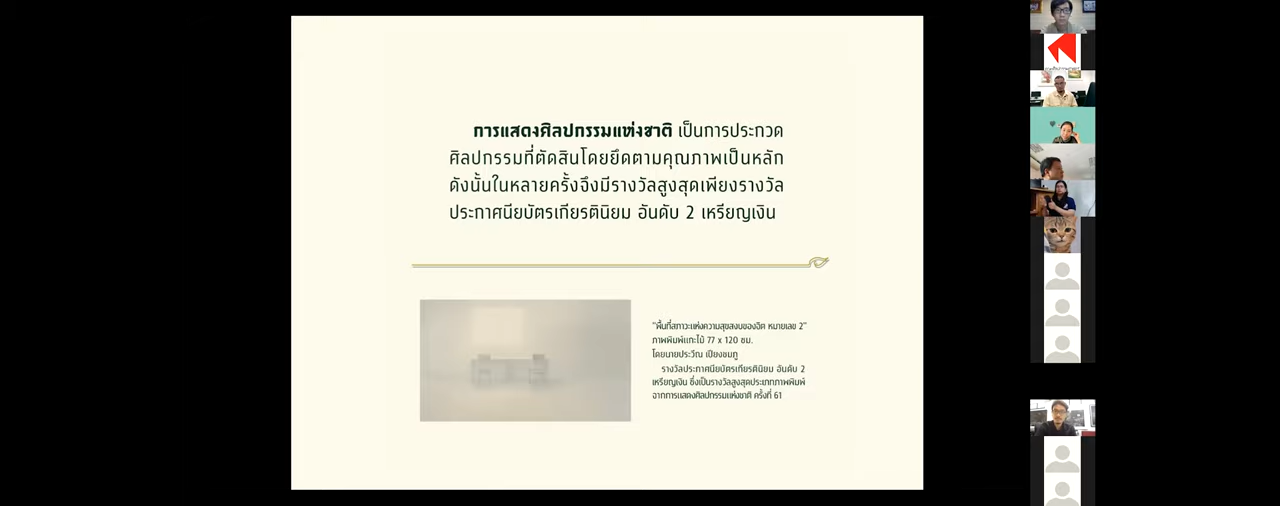 การแสดงศิลปกรรมแห่งชาติ เป็นการประกวด
ศิลปกรรมที่ตัดสินโดยยึดตามคุณภาพเป็นหลัก
ดังนั้นในหลายครั้งจึงมีรางวัลสูงสุดเพียงรางวัล
ประกาศนียบัตรเกียรตินิยม อันดับ 2 เหรียญเงิน
"พื้นที่สภาวะแห่งความสุขสงบของจิต หมายเลข 2"
ภาพพิมพ์แกะไม้ 77 x 120 ซม.
โดยนายประวีณ เปียงชมภู
รางวัลประกาศนียบัตรเกียรตินิยม อันดับ 2
เหรียญเงิน ซึ่งเป็นรางวัลสูงสุดประเภทภาพพิมพ์
จากการแสดงศิลปกรรมแห่งชาติ ครั้งที่ 61